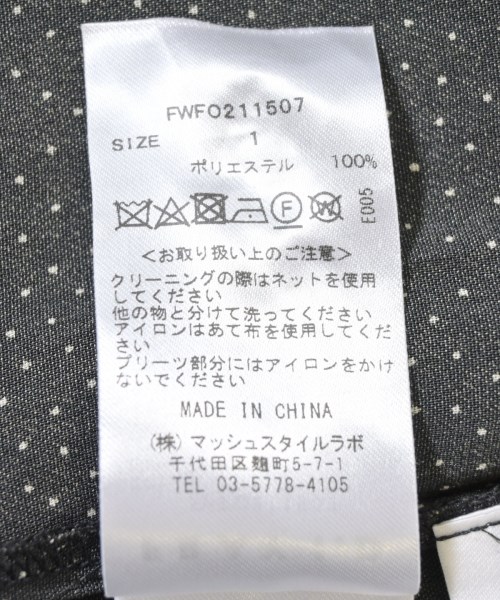 FWFO211507
SIZE 1
ポリエステル 100%
F W E005
<お取り扱い上のご注意>
クリーニングの際はネットを使用
してください
他の物と分けて洗ってください
アイロンはあて布を使用してくだ
さい
プリーツ部分にはアイロンをかけ
ないでください
MADE IN CHINA
(株)マッシュスタイルラボ
千代田区麹町5-7-1
TEL 03-5778-4105